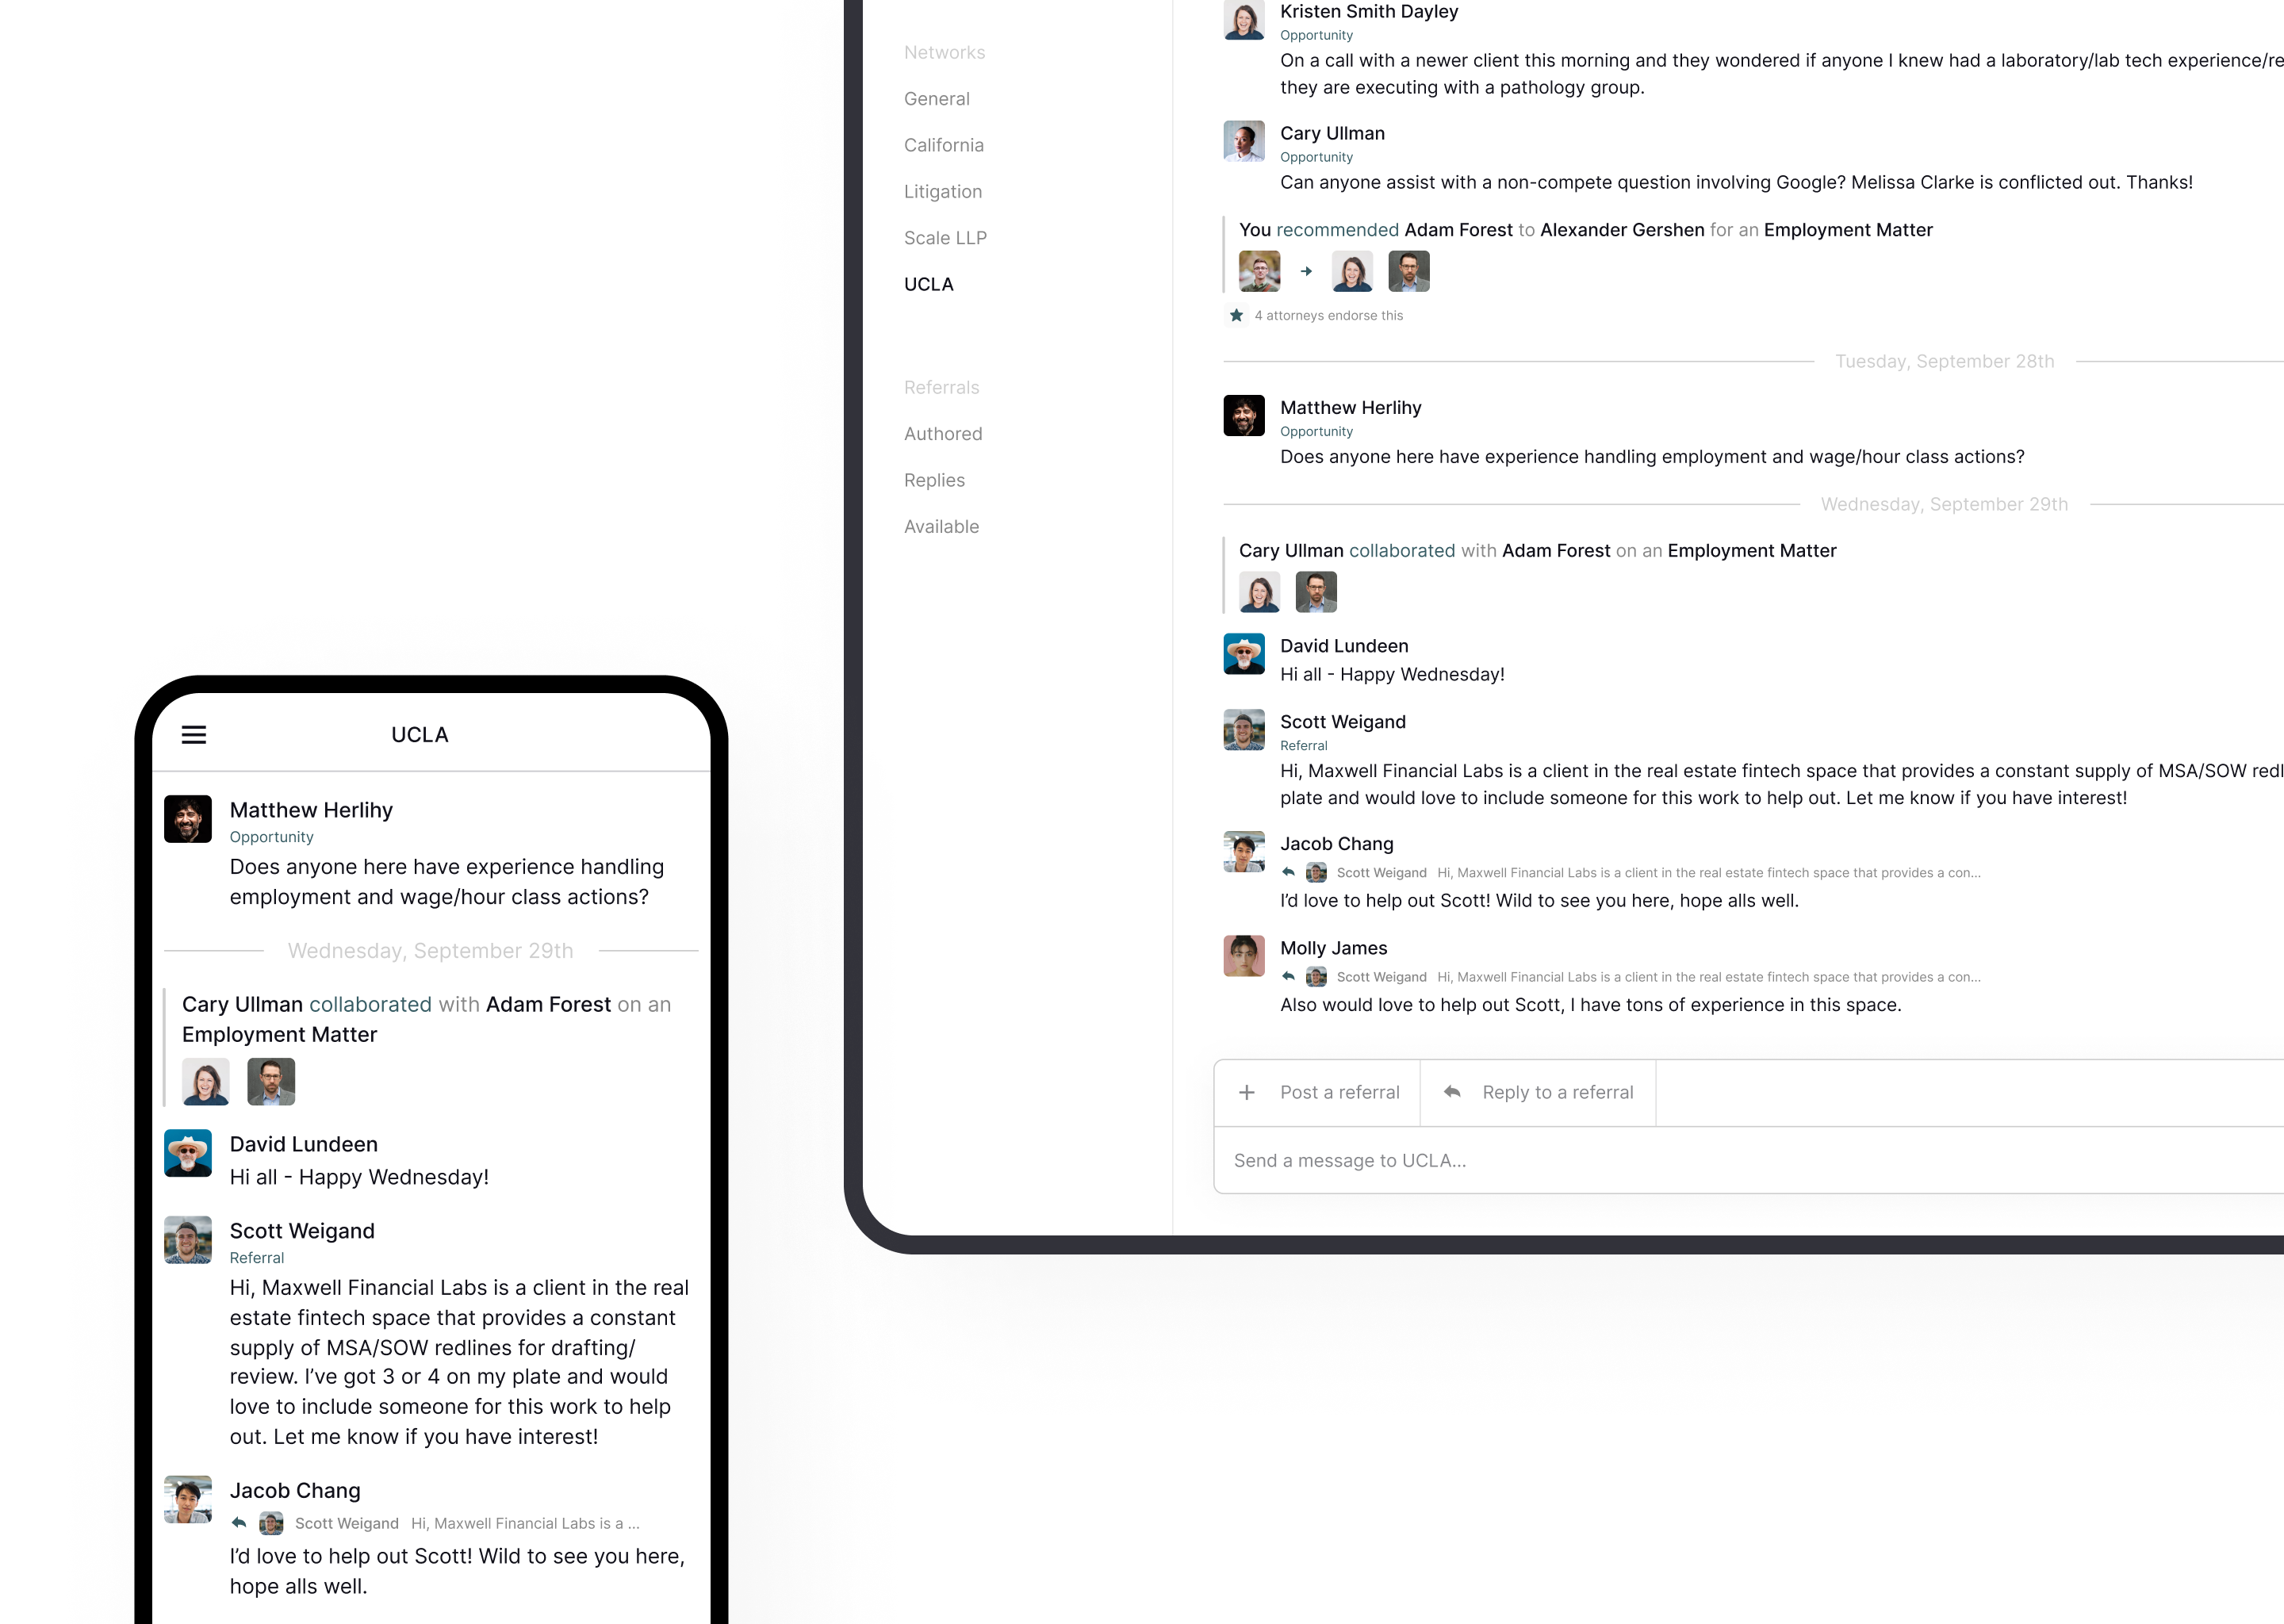 Networks
General
California
Litigation
Scale LLP
UCLA
Referrals
Authored
Replies
Available
Kristen Smith Dayley
Opportunity
On a call with a newer client this morning and they wondered if anyone I knew had a laboratory/lab tech experience/re
they are executing with a pathology group.
Cary Ullman
Opportunity
Can anyone assist with a non-compete question involving Google? Melissa Clarke is conflicted out. Thanks!
You recommended Adam Forest to Alexander Gershen for an Employment Matter
4 attorneys endorse this
Tuesday, September 28th
Matthew Herlihy
Opportunity
Does anyone here have experience handling employment and wage/hour class actions?
Wednesday, September 29th
Cary Ullman collaborated with Adam Forest on an Employment Matter
David Lundeen
Hi all - Happy Wednesday!
Scott Weigand
Referral
Hi, Maxwell Financial Labs is a client in the real estate fintech space that provides a constant supply of MSA/SOW redl
plate and would love to include someone for this work to help out. Let me know if you have interest!
Jacob Chang
Scott Weigand Hi, Maxwell Financial Labs is a client in the real estate fintech space that provides a con...
I'd love to help out Scott! Wild to see you here, hope alls well.
Molly James
Scott Weigand Hi, Maxwell Financial Labs is a client in the real estate fintech space that provides a con...
Also would love to help out Scott, I have tons of experience in this space.
Post a referral
Reply to a referral
Send a message to UCLA...
UCLA
Matthew Herlihy
Opportunity
Does anyone here have experience handling
employment and wage/hour class actions?
Wednesday, September 29th
Cary Ullman collaborated with Adam Forest on an
Employment Matter
David Lundeen
Hi all - Happy Wednesday!
Scott Weigand
Referral
Hi, Maxwell Financial Labs is a client in the real
estate fintech space that provides a constant
supply of MSA/SOW redlines for drafting/
review. I've got 3 or 4 on my plate and would
love to include someone for this work to help
out. Let me know if you have interest!
Jacob Chang
Scott Weigand Hi, Maxwell Financial Labs is a ...
I'd love to help out Scott! Wild to see you here,
hope alls well.